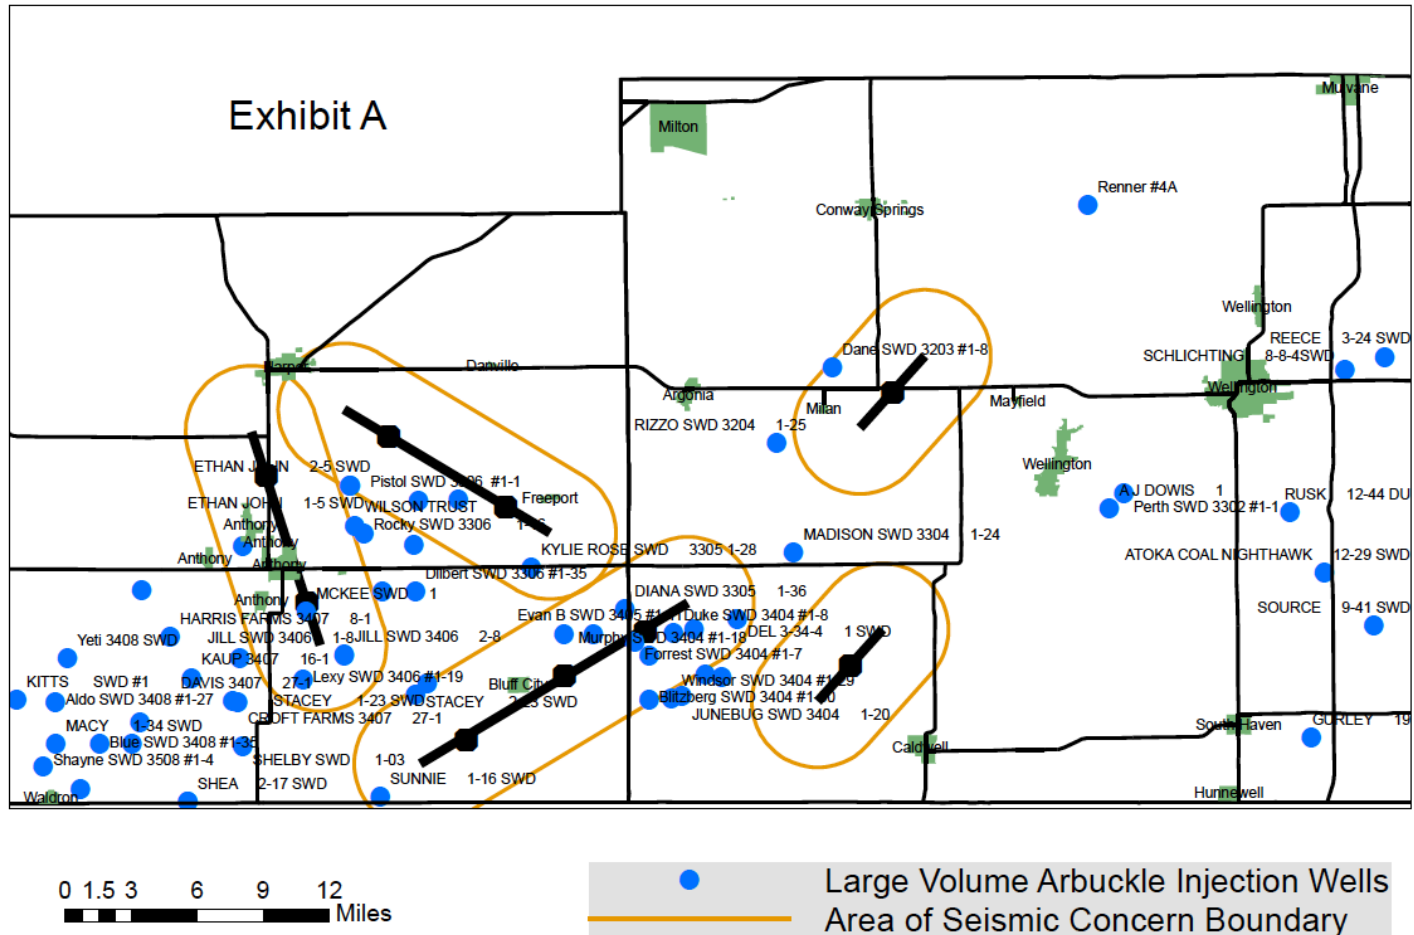 Exhibit A
Mulvane
Milton
Renner #4A
Conway Springs
Wellington
REECE 3-24 SWD
Dane SWD 3203 #1-8
SCHLICHTING 8-8-4SWD
Harper
Danville
Argonia
Milan
Mayfield
Wellington
RIZZO SWD 3204 1-25
ETHAN JOHN 2-5 SWD
Wellington
Pistol SWD 3306 #1-1
ETHAN JOHN 1-5 SWD
WILSON TRUST
Freeport
A J DOWIS 1
RUSK 12-44 DU
Perth SWD 3302 #1-1
Anthony
Rocky SWD 3306
Anthony
MADISON SWD 3304 1-24
Anthony
KYLIE ROSE SWD 3305 1-28
ATOKA COAL NIGHTHAWK 12-29 SWD
Anthony
Dilbert SWD 3306 #1-35
Anthony
MCKEE SWD 1
DIANA SWD 3305 1-36
SOURCE 9-41 SWD
HARRIS FARMS 3407 8-1
Evan B SWD 3405
Duke SWD 3404 #1-8
Yeti 3408 SWD
JILL SWD 3406 1-8
JILL SWD 3406 2-8
Murphy SWD 3404 #1-18
DEL 3-34-4 1 SWD
KAUP 3407 16-1
Forrest SWD 3404 #1-7
KITTS SWD #1
DAVIS 3407 27-1
Lexy SWD 3406 #1-19
Bluff City
Windsor SWD 3404 #1-29
Aldo SWD 3408 #1-27
STACEY 1-23 SWD
STACEY 2-23 SWD
Blitzberg SWD 3404
CROFT FARMS 3407 27-1
JUNEBUG SWD 3404 1-20
MACY 1-34 SWD
South Haven
GURLEY 19
Blue SWD 3408 #1-35
Caldwell
Shayne SWD 3508 #1-4
SHELBY SWD 1-03
SHEA 2-17 SWD
SUNNIE 1-16 SWD
Waldron
Hunnewell
0 1.5 3 6 9 12
Miles
Large Volume Arbuckle Injection Wells
Area of Seismic Concern Boundary